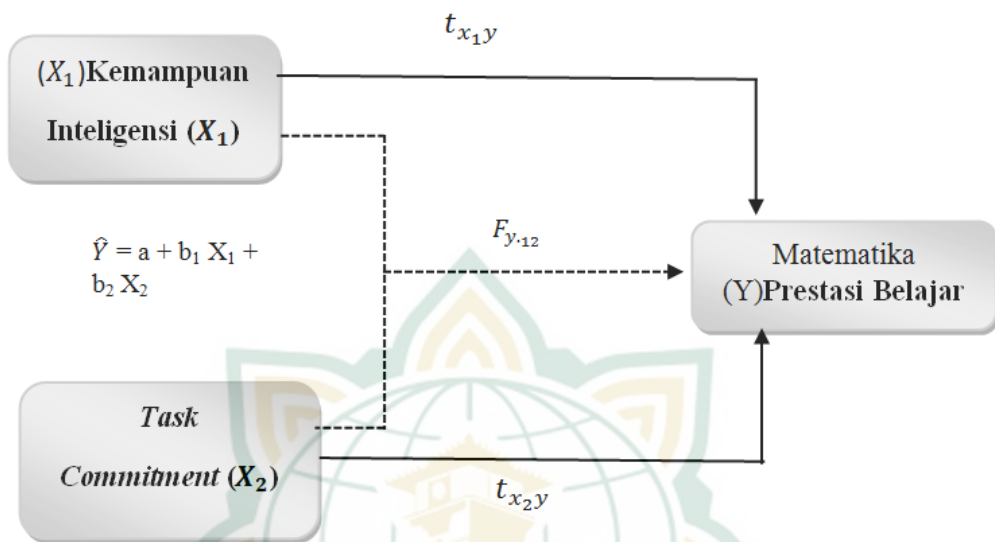 t_{x_1y}
(X_1)Kemampuan
Inteligensi (X_1)
F_{y.12}
Ŷ = a + b_1 X_1 +
b_2 X_2
Matematika
(Y)Prestasi Belajar
Task
Commitment (X_2)
t_{x_2y}